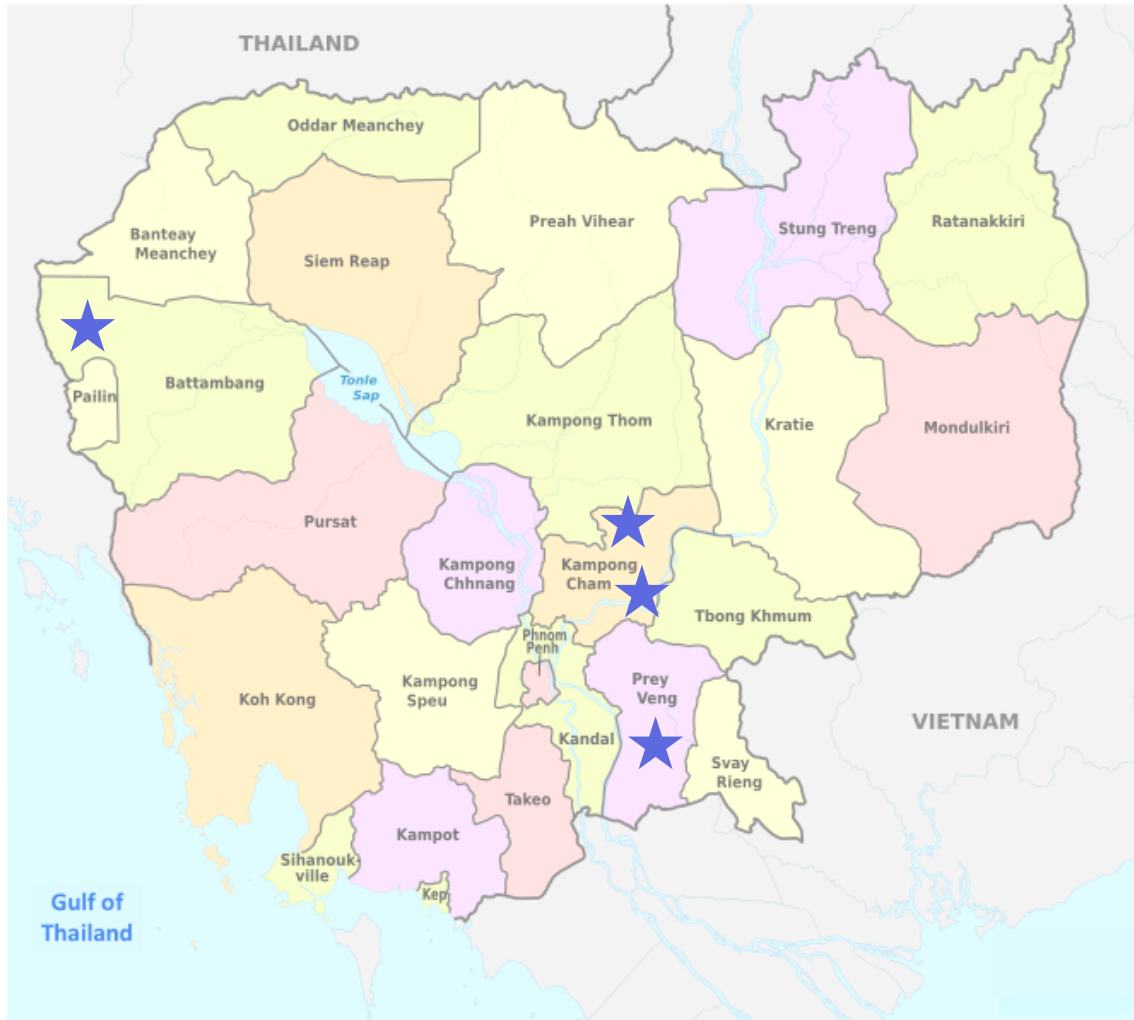 THAILAND
Oddar Meanchey
Banteay
Meanchey
Siem Reap
Preah Vihear
Stung Treng
Ratanakkiri
Battambang
Pailin
Tonle
Sap
Kampong Thom
Kratie
Mondulkiri
Pursat
Kampong
Chhnang
Kampong
Cham
Tbong Khmum
Phnom
Penh
Koh Kong
Kampong
Speu
Prey
Veng
Kandal
Svay
Rieng
VIETNAM
Takeo
Kampot
Sihanouk-
ville
Kep
Gulf of
Thailand